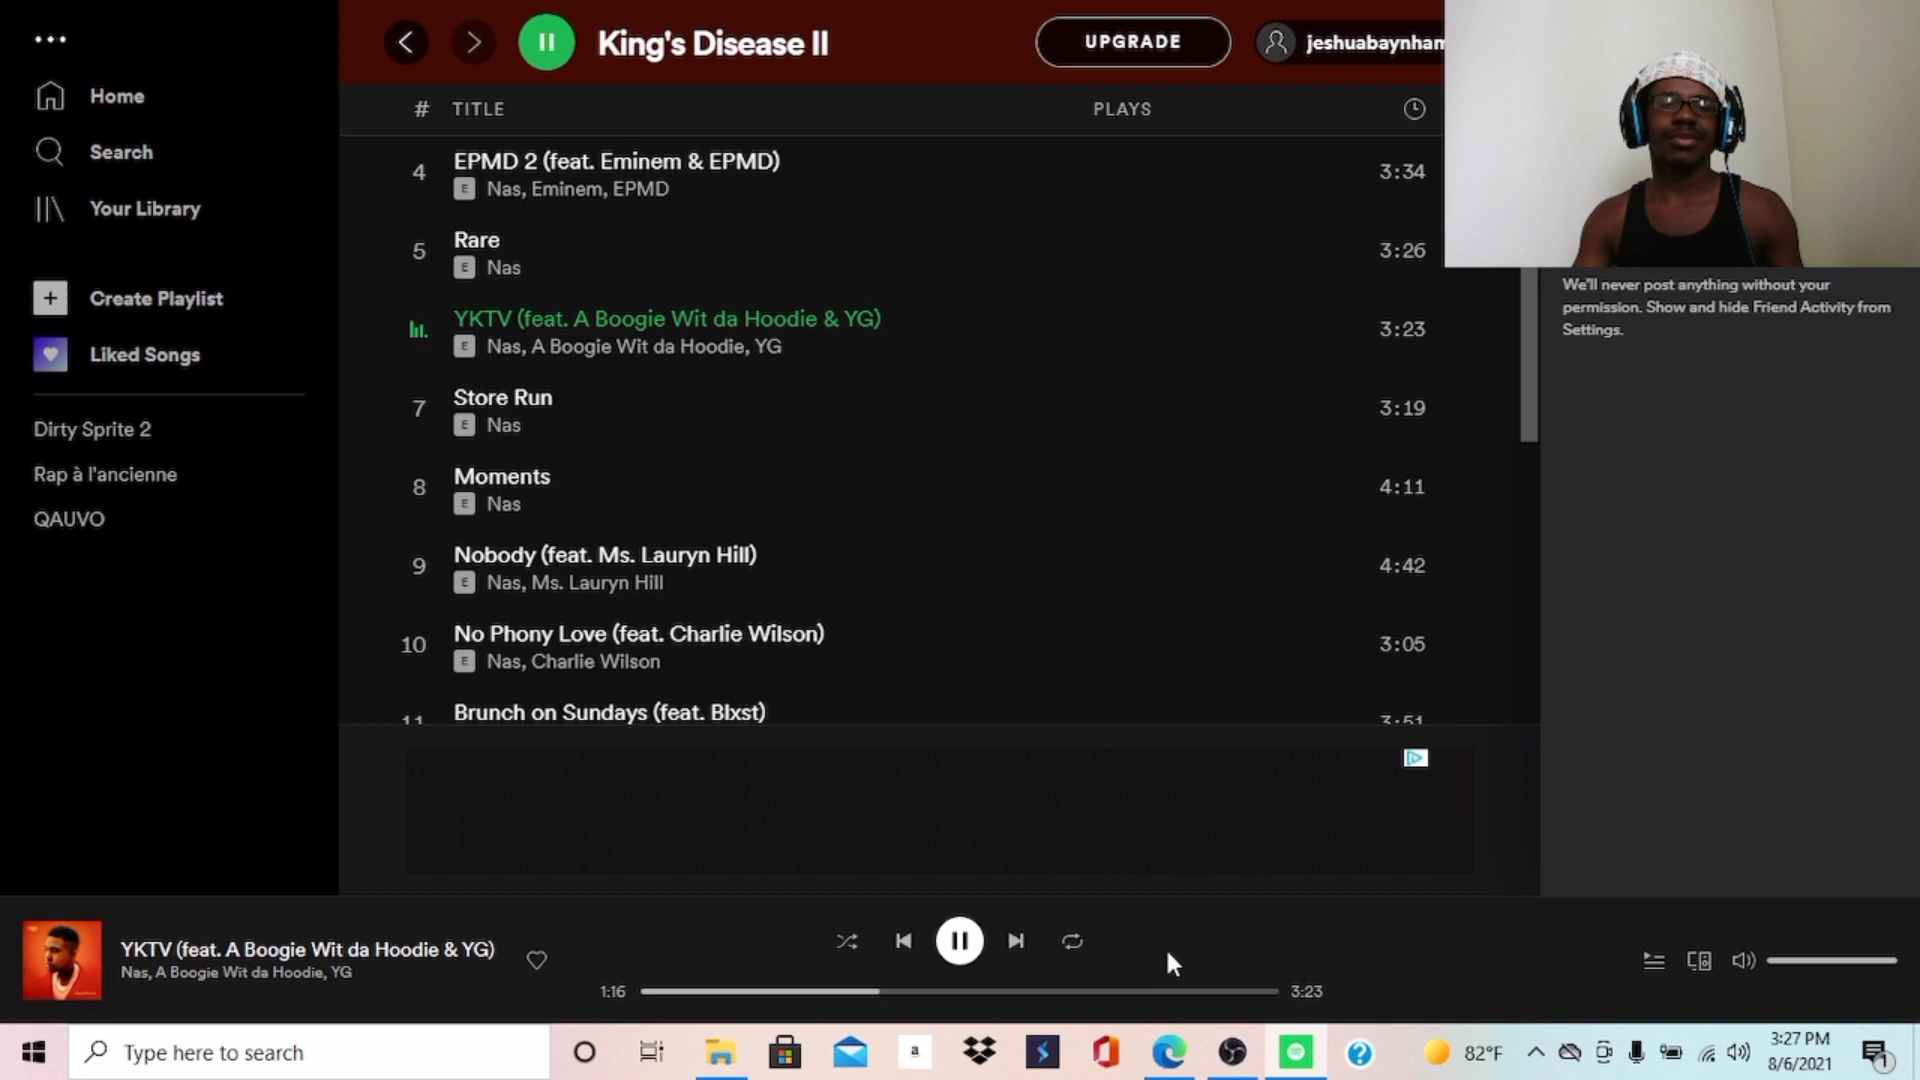 King's Disease II
UPGRADE
jeshuabaynham
Home
Search
Your Library
Create Playlist
Liked Songs
Dirty Sprite 2
Rap à l'ancienne
QAUVO
# TITLE PLAYS
4 EPMD 2 (feat. Eminem & EPMD) 3:34
E Nas, Eminem, EPMD
5 Rare 3:26
E Nas
YKTV (feat. A Boogie Wit da Hoodie & YG) 3:23
E Nas, A Boogie Wit da Hoodie, YG
7 Store Run 3:19
E Nas
8 Moments 4:11
E Nas
9 Nobody (feat. Ms. Lauryn Hill) 4:42
E Nas, Ms. Lauryn Hill
10 No Phony Love (feat. Charlie Wilson) 3:05
E Nas, Charlie Wilson
11 Brunch on Sundays (feat. Blxst) 3:51
We'll never post anything without your
permission. Show and hide Friend Activity from
Settings.
YKTV (feat. A Boogie Wit da Hoodie & YG)
Nas, A Boogie Wit da Hoodie, YG
1:16 3:23
Type here to search
a
82°F
3:27 PM
8/6/2021
1